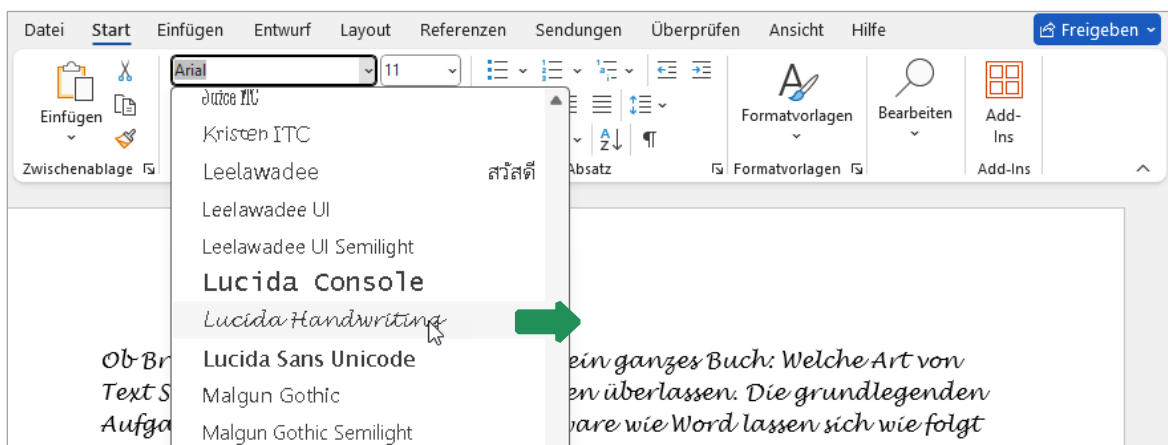 Datei Start Einfügen Entwurf Layout Referenzen Sendungen Überprüfen Ansicht Hilfe Freigeben
Arial 11
Einfügen
Formatvorlagen
Bearbeiten
Add-
Ins
Zwischenablage
Absatz
Formatvorlagen
Add-Ins
Juice ITC
Kristen ITC
Leelawadee สวัสดี
Leelawadee UI
Leelawadee UI Semilight
Lucida Console
Lucida Handwriting
Lucida Sans Unicode
Malgun Gothic
Malgun Gothic Semilight
Ob Br ein ganzes Buch: Welche Art von
Text S en überlassen. Die grundlegenden
Aufga are wie Word lassen sich wie folgt